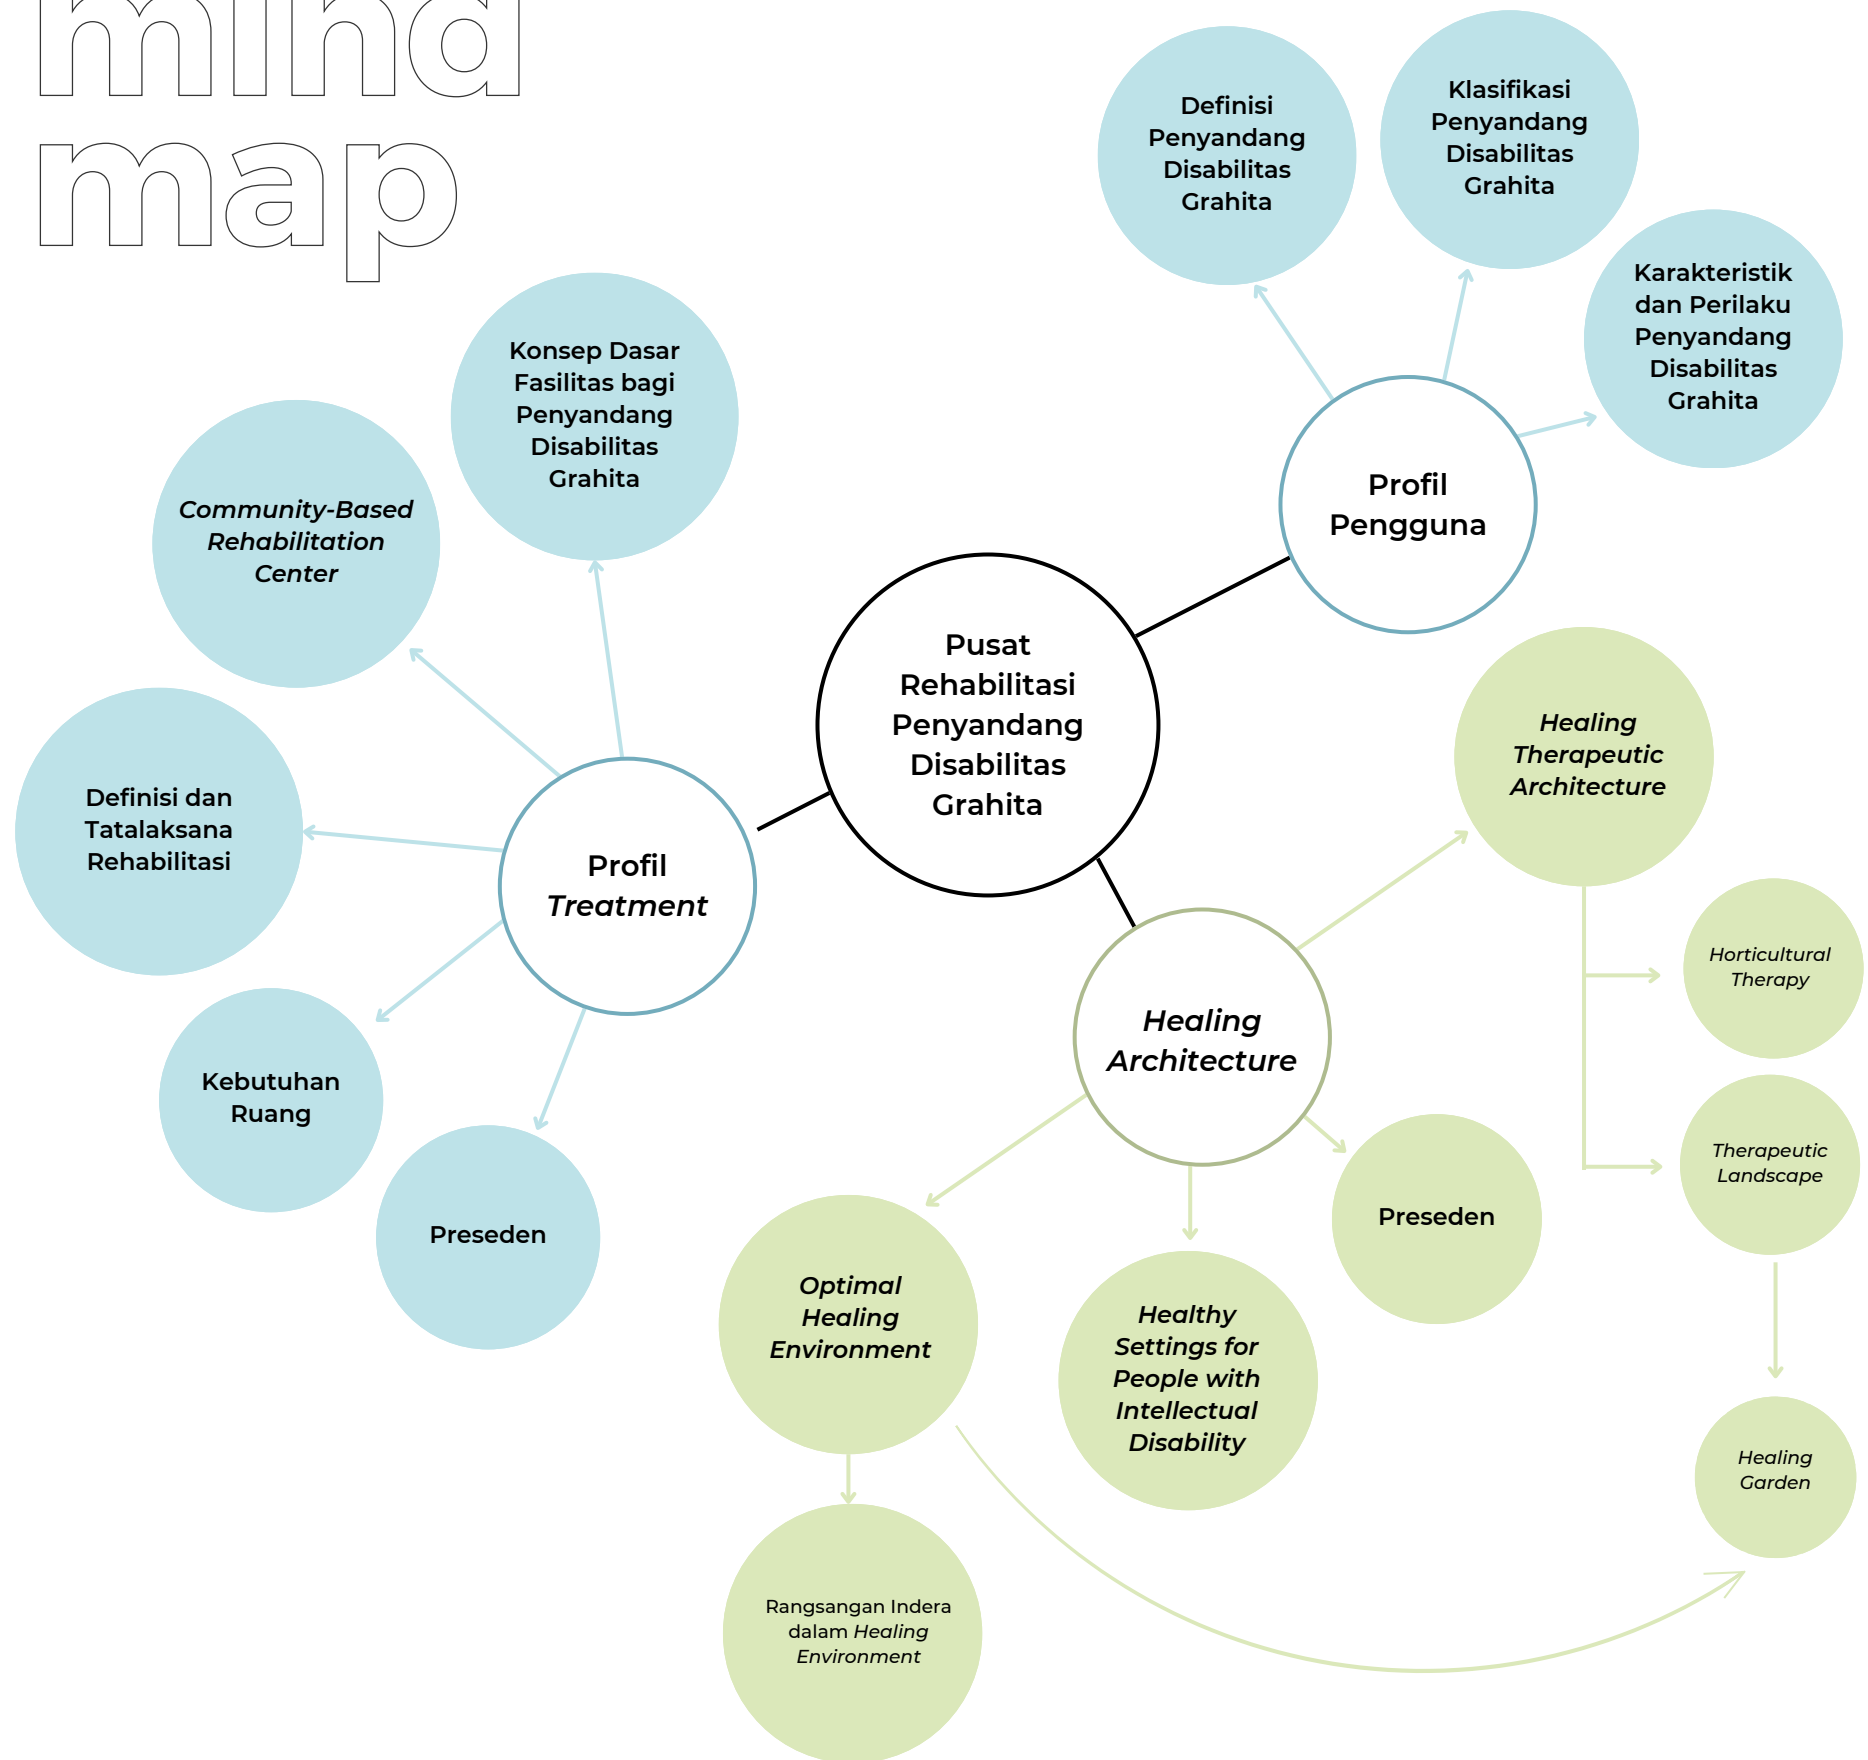 mind
map
Definisi
Penyandang
Disabilitas
Grahita
Klasifikasi
Penyandang
Disabilitas
Grahita
Karakteristik
dan Perilaku
Penyandang
Disabilitas
Grahita
Profil
Pengguna
Konsep Dasar
Fasilitas bagi
Penyandang
Disabilitas
Grahita
Community-Based
Rehabilitation
Center
Definisi dan
Tatalaksana
Rehabilitasi
Profil
Treatment
Kebutuhan
Ruang
Preseden
Pusat
Rehabilitasi
Penyandang
Disabilitas
Grahita
Healing
Architecture
Healing
Therapeutic
Architecture
Horticultural
Therapy
Therapeutic
Landscape
Healing
Garden
Preseden
Healthy
Settings for
People with
Intellectual
Disability
Optimal
Healing
Environment
Rangsangan Indera
dalam Healing
Environment